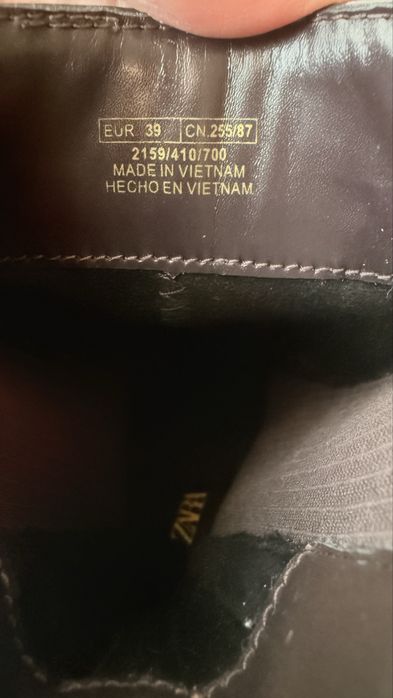 EUR 39 CN.255/87
2159/410/700
MADE IN VIETNAM
HECHO EN VIETNAM
ZARA